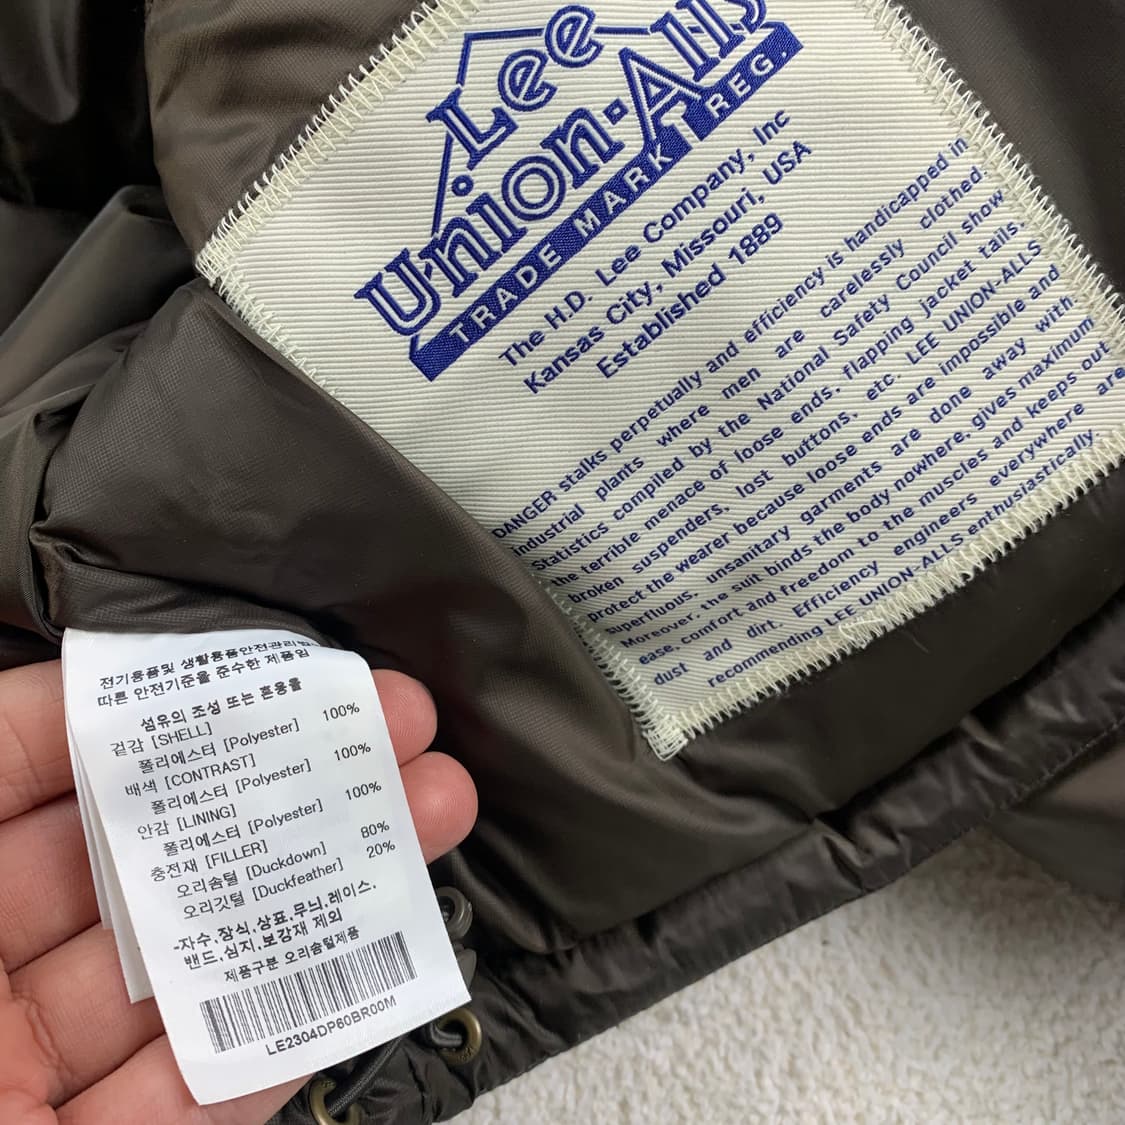 Lee
Union-Alls
TRADE MARK REG.
The H.D. Lee Company, Inc
Kansas City, Missouri, USA
Established 1889
DANGER stalks perpetually and efficiency is handicapped in
industrial plants where men are carelessly clothed.
Statistics compiled by the National Safety Council show
the terrible menace of loose ends, flapping jacket tails.
broken suspenders, lost buttons, etc. LEE UNION-ALLS
protect the wearer because loose ends are impossible and
superfluous, unsanitary garments are done away with.
Moreover, the suit binds the body nowhere, gives maximum
ease, comfort and freedom to the muscles and keeps out
dust and dirt. Efficiency engineers everywhere are
recommending LEE UNION-ALLS enthusiastically.
전기용품및 생활용품안전관리법
따른 안전기준을 준수한 제품임
섬유의 조성 또는 혼용율
겉감 [SHELL]
폴리에스터 [Polyester] 100%
배색 [CONTRAST]
폴리에스터 [Polyester] 100%
안감 [LINING]
폴리에스터 [Polyester] 100%
충전재 [FILLER]
오리솜털 [Duckdown] 80%
오리깃털 [Duckfeather] 20%
-자수,장식,상표,무늬,레이스,
밴드,심지,보강재 제외
제품구분 오리솜털제품
LE2304DP60BR00M